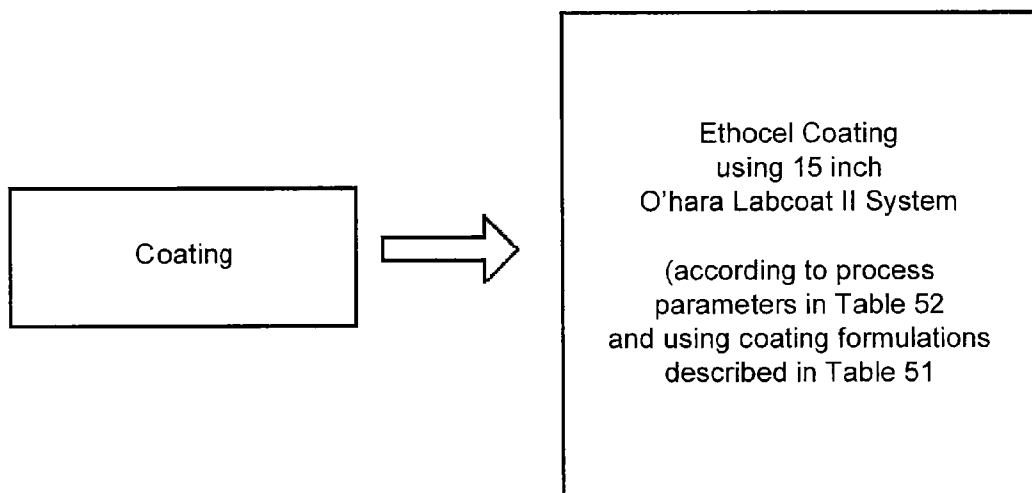 Coating
Ethocel Coating
using 15 inch
O'hara Labcoat II System
(according to process
parameters in Table 52
and using coating formulations
described in Table 51